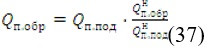 Qп.обр = Qп.под · Qнп.обр / Qнп.под (37)